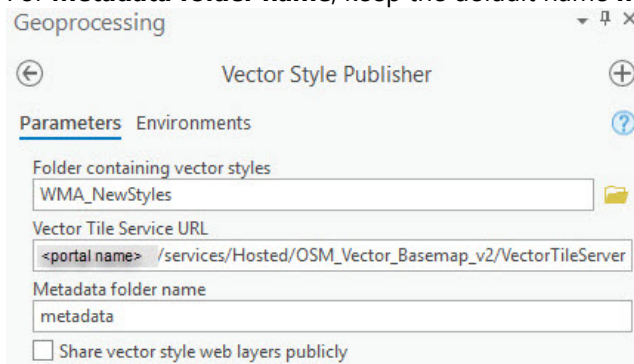 Geoprocessing
Vector Style Publisher
Parameters Environments
Folder containing vector styles
WMA_NewStyles
Vector Tile Service URL
<portal name> /services/Hosted/OSM_Vector_Basemap_v2/VectorTileServer
Metadata folder name
metadata
Share vector style web layers publicly